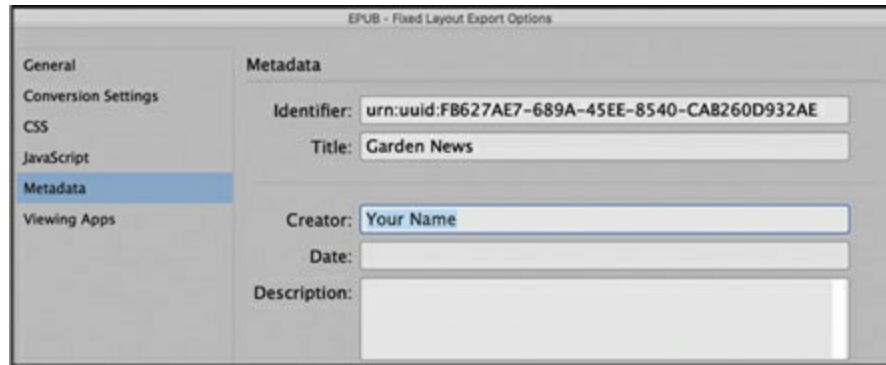 EPUB - Fixed Layout Export Options
General
Conversion Settings
CSS
JavaScript
Metadata
Viewing Apps
Metadata
Identifier: urn:uuid:FB627AE7-689A-45EE-8540-CAB260D932AE
Title: Garden News
Creator: Your Name
Date:
Description: